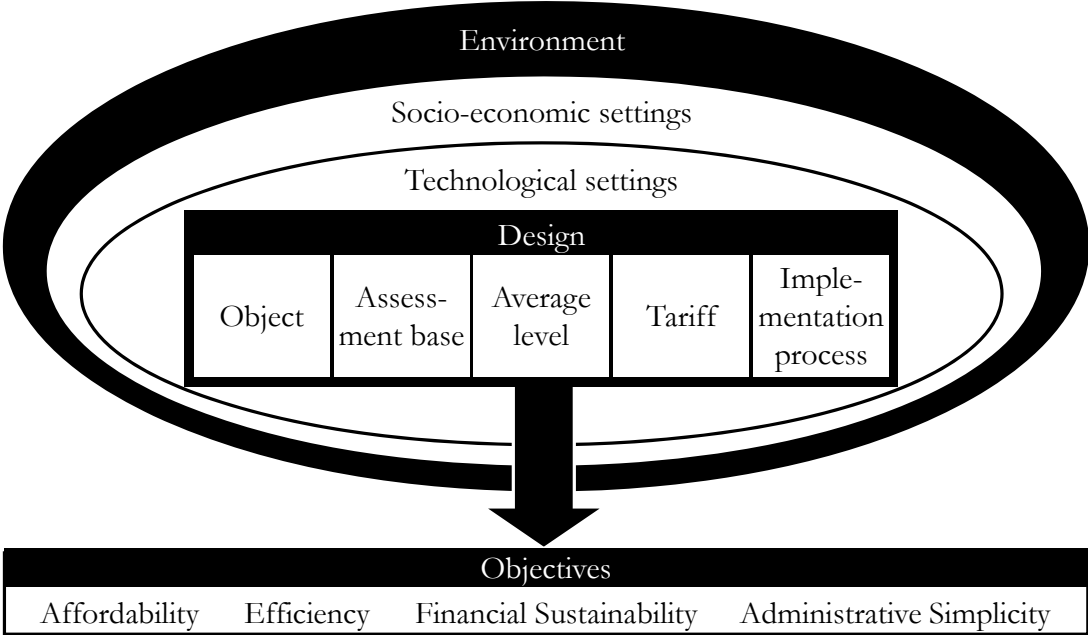 Environment
Socio-economic settings
Technological settings
Design
Object
Assess-
ment base
Average
level
Tariff
Imple-
mentation
process
Objectives
Affordability Efficiency Financial Sustainability Administrative Simplicity